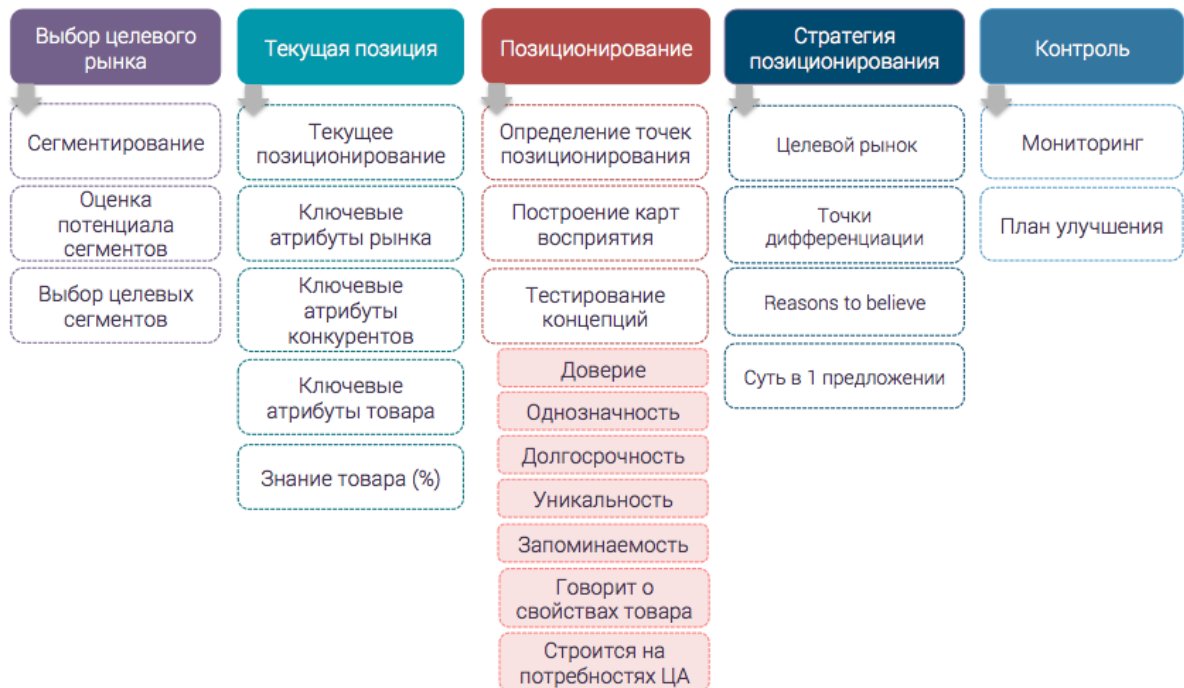 Выбор целевого
рынка
Сегментирование
Оценка
потенциала
сегментов
Выбор целевых
сегментов
Текущая позиция
Текущее
позиционирование
Ключевые
атрибуты рынка
Ключевые
атрибуты
конкурентов
Ключевые
атрибуты товара
Знание товара (%)
Позиционирование
Определение точек
позиционирования
Построение карт
восприятия
Тестирование
концепций
Доверие
Однозначность
Долгосрочность
Уникальность
Запоминаемость
Говорит о
свойствах товара
Строится на
потребностях ЦА
Стратегия
позиционирования
Целевой рынок
Точки
дифференциации
Reasons to believe
Суть в 1 предложении
Контроль
Мониторинг
План улучшения